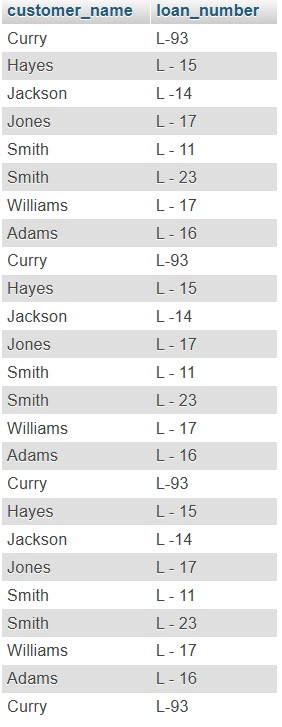 customer_name loan_number
Curry L-93
Hayes L - 15
Jackson L -14
Jones L - 17
Smith L - 11
Smith L - 23
Williams L - 17
Adams L - 16
Curry L-93
Hayes L - 15
Jackson L -14
Jones L - 17
Smith L - 11
Smith L - 23
Williams L - 17
Adams L - 16
Curry L-93
Hayes L - 15
Jackson L -14
Jones L - 17
Smith L - 11
Smith L - 23
Williams L - 17
Adams L - 16
Curry L-93